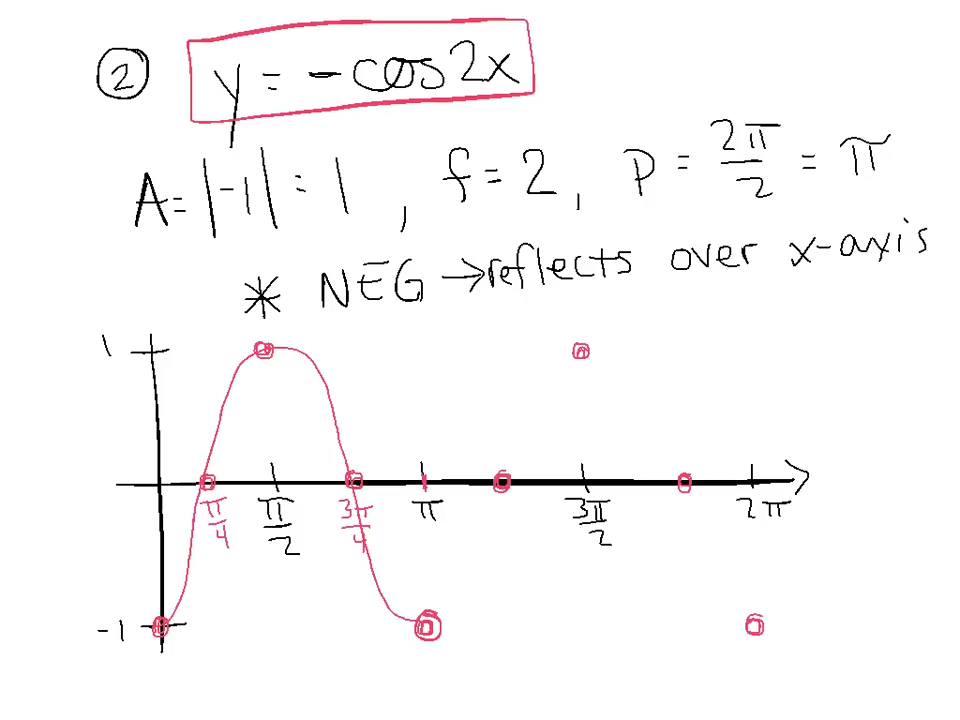 ② y = -cos2x
A = |-1| = 1, f = 2, P = 2π/2 = π
* NEG → reflects over x-axis
1
π/4 π/2 3π/4 π 3π/2 2π
-1